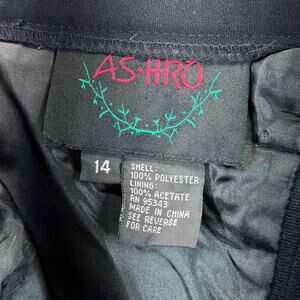 AS·HRO
14
SHELL:
100% POLYESTER
LINING:
100% ACETATE
RN 95343
MADE IN CHINA
SEE REVERSE
FOR CARE